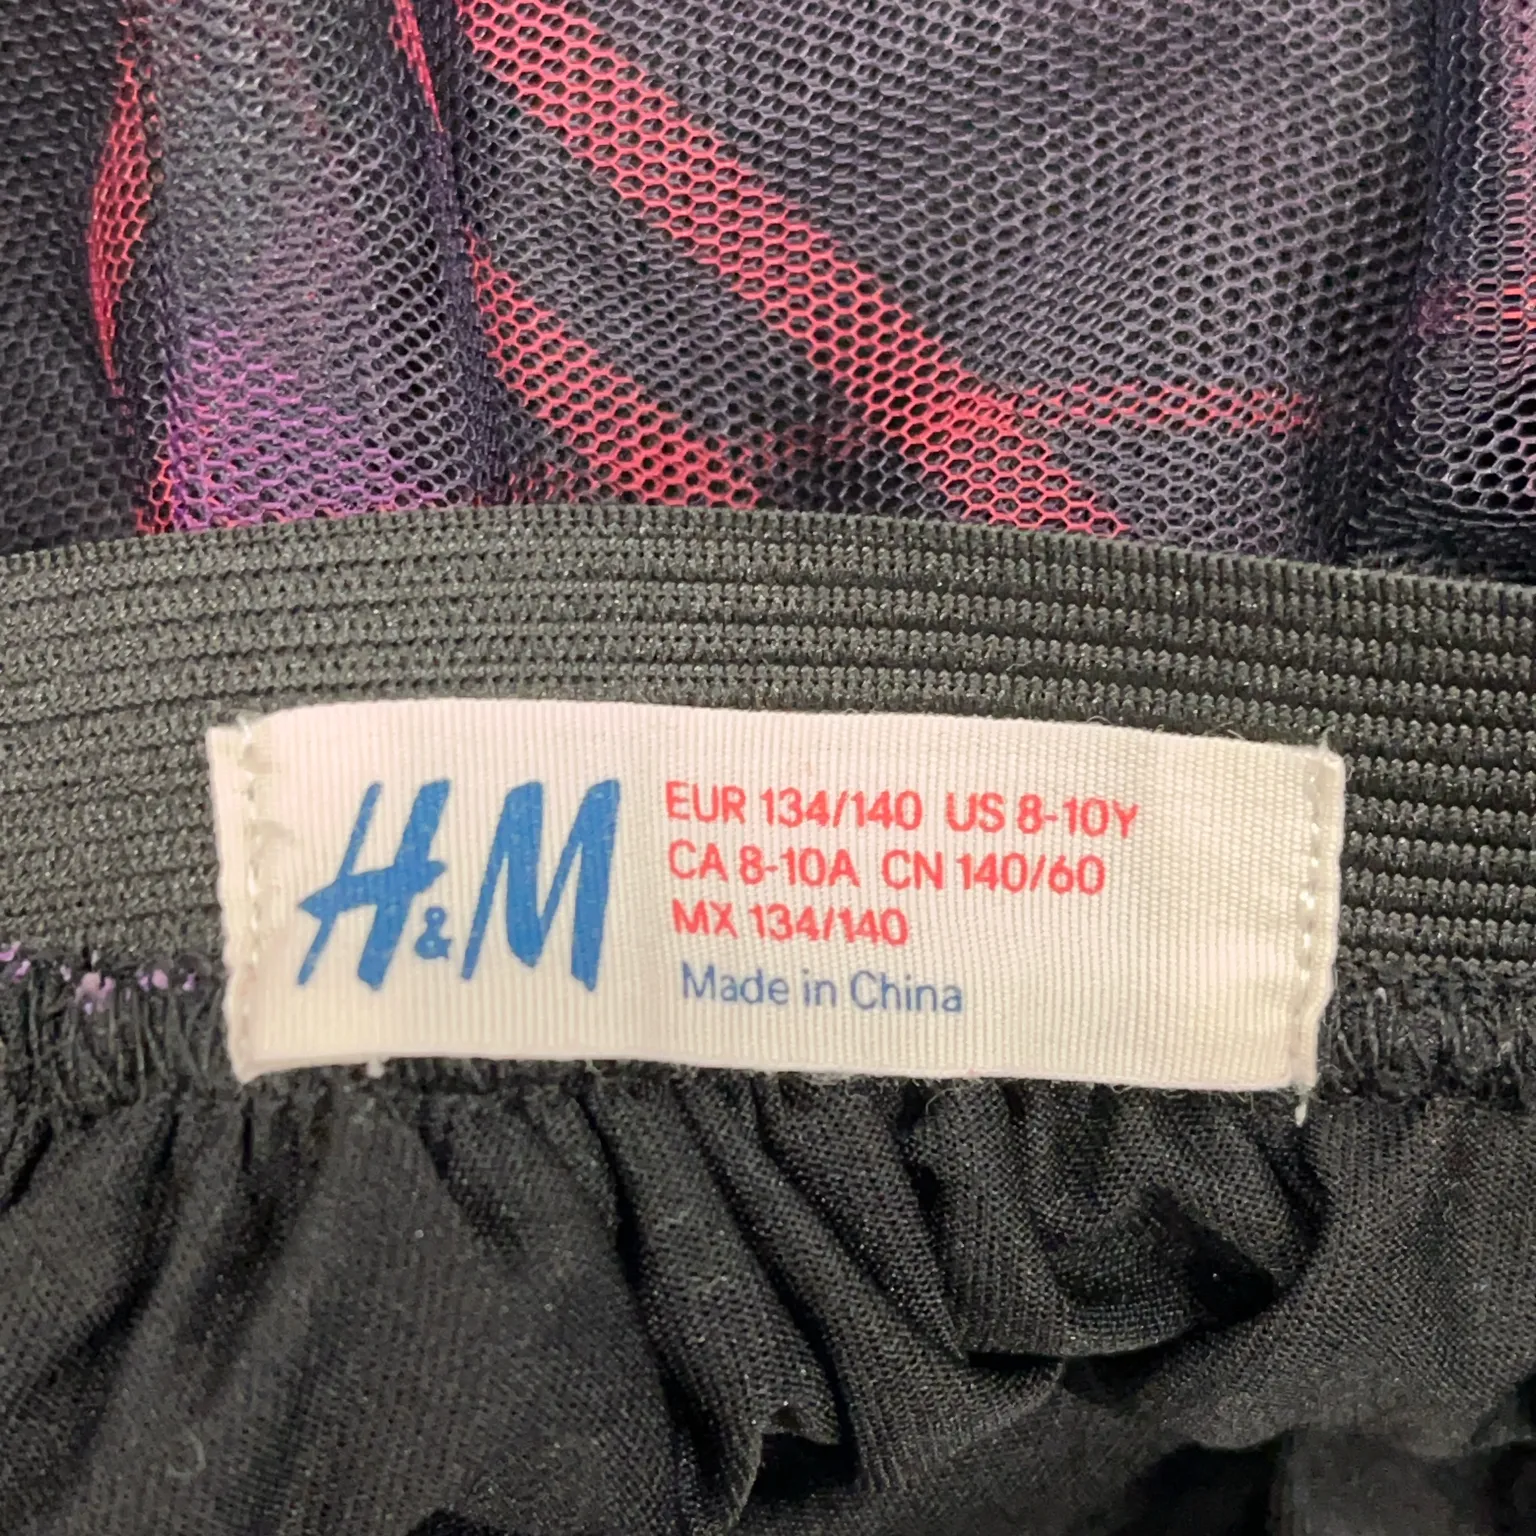 H&M
EUR 134/140 US 8-10Y
CA 8-10A CN 140/60
MX 134/140
Made in China